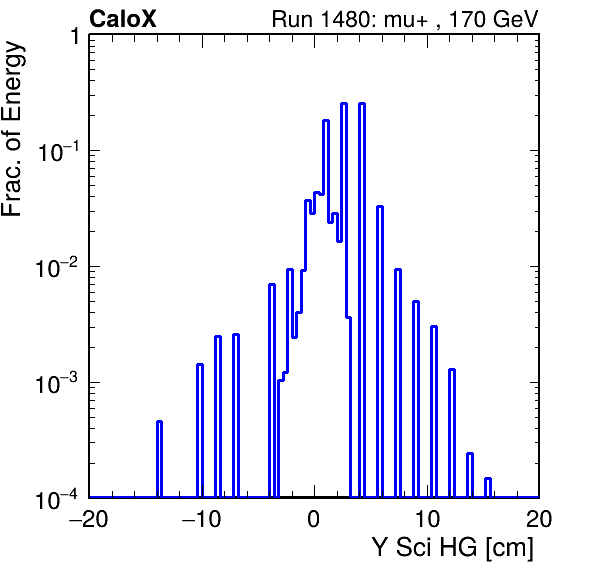 CaloX Run 1480: mu+ , 170 GeV
Frac. of Energy
1
10⁻¹
10⁻²
10⁻³
10⁻⁴
−20 −10 0 10 20
Y Sci HG [cm]